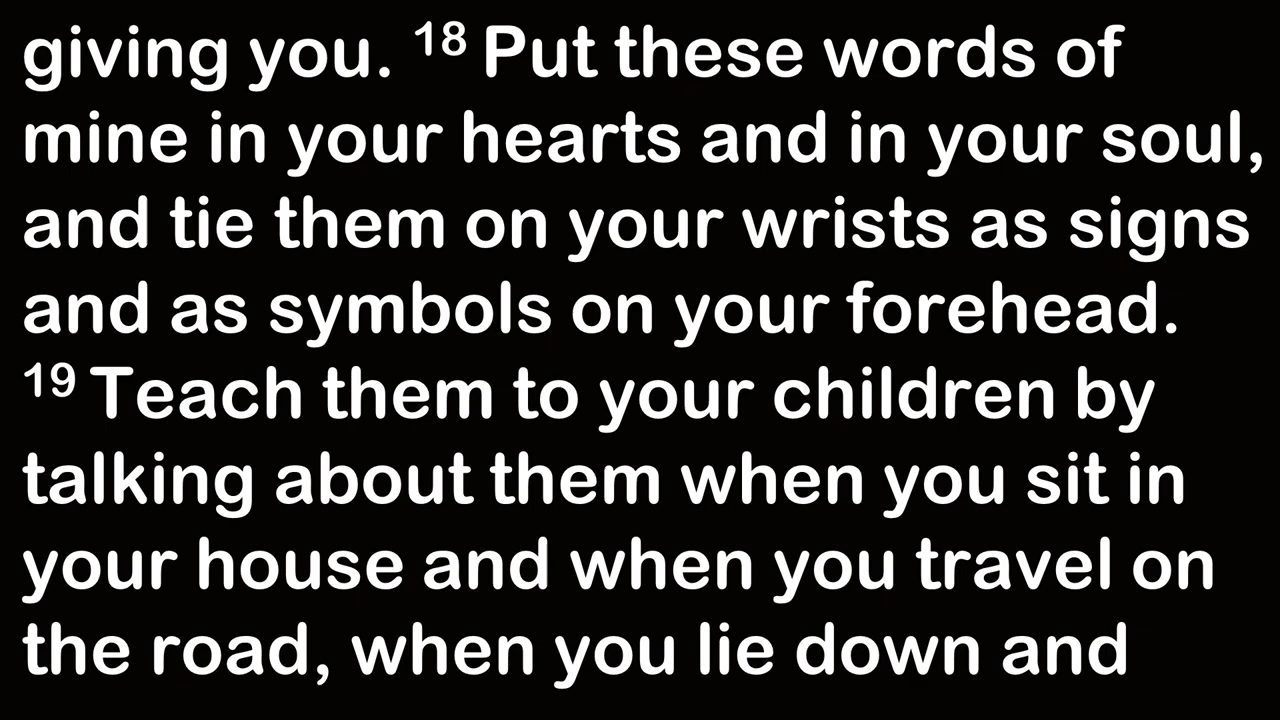 giving you. 18 Put these words of
mine in your hearts and in your soul,
and tie them on your wrists as signs
and as symbols on your forehead.
19 Teach them to your children by
talking about them when you sit in
your house and when you travel on
the road, when you lie down and